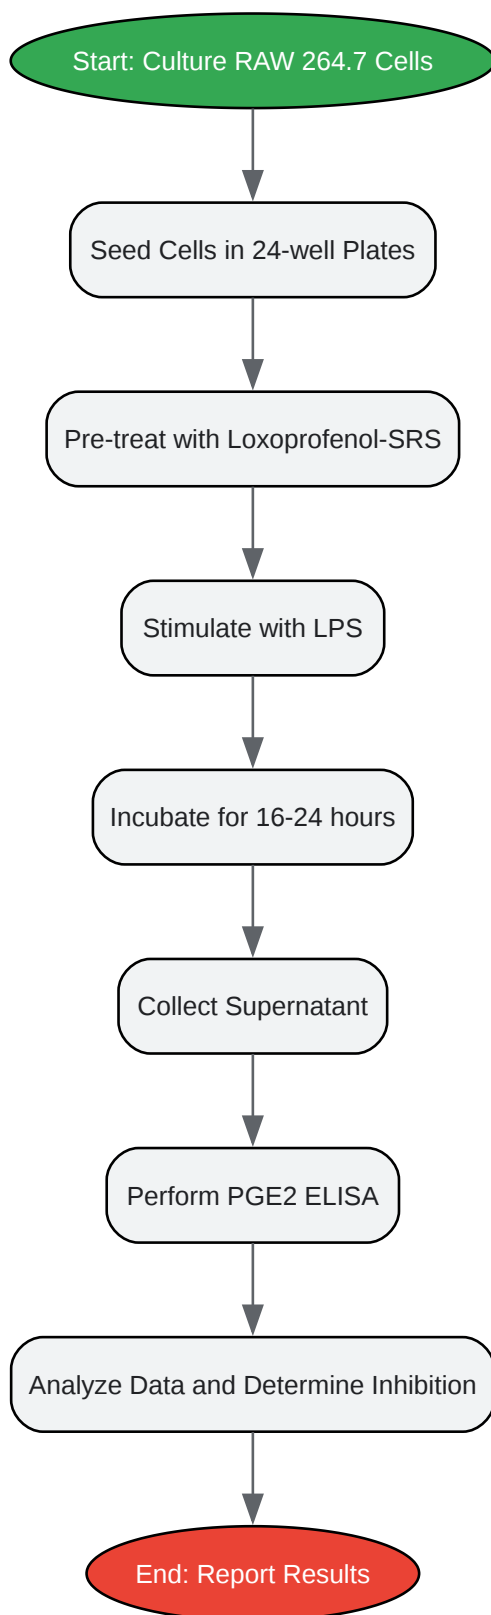 Start: Culture RAW 264.7 Cells
Seed Cells in 24-well Plates
Pre-treat with Loxoprofenol-SRS
Stimulate with LPS
Incubate for 16-24 hours
Collect Supernatant
Perform PGE2 ELISA
Analyze Data and Determine Inhibition
End: Report Results